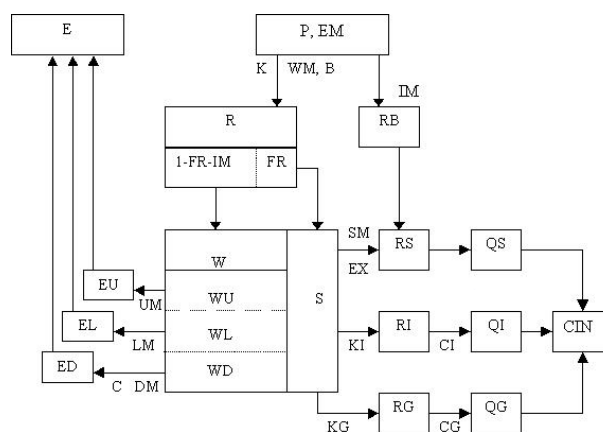 E
P, EM
K WM, B
IM
R
RB
1-FR-IM FR
SM
RS
QS
W
EX
EU
UM
WU
S
EL
LM
WL
KI
RI
CI
QI
CIN
ED
C DM
WD
KG
RG
CG
QG